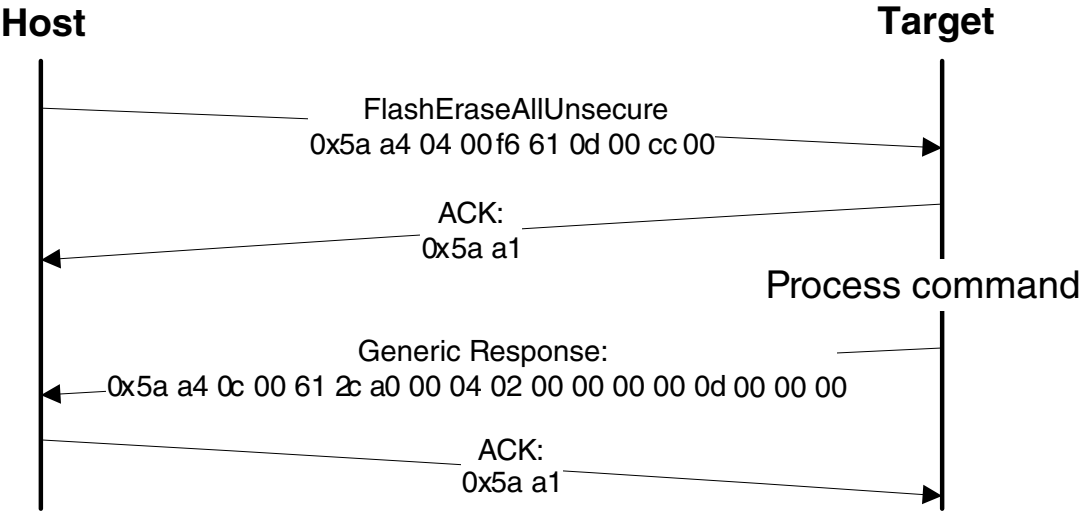 Host
Target
FlashEraseAllUnsecure
0x5a a4 04 00 f6 61 0d 00 cc 00
ACK:
0x5a a1
Process command
Generic Response:
0x5a a4 0c 00 61 2c a0 00 04 02 00 00 00 00 0d 00 00 00
ACK:
0x5a a1